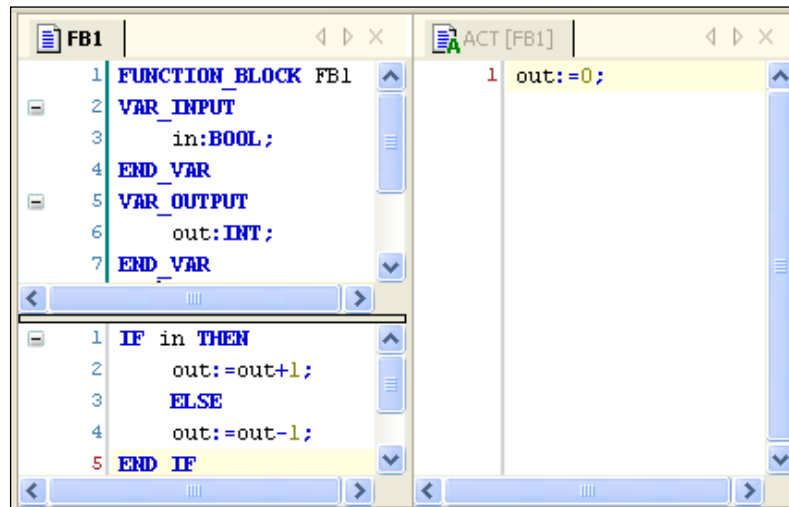 FB1
1 FUNCTION_BLOCK FB1
2 VAR_INPUT
3 in:BOOL;
4 END_VAR
5 VAR_OUTPUT
6 out:INT;
7 END_VAR
1 IF in THEN
2 out:=out+1;
3 ELSE
4 out:=out-1;
5 END_IF
ACT [FB1]
1 out:=0;